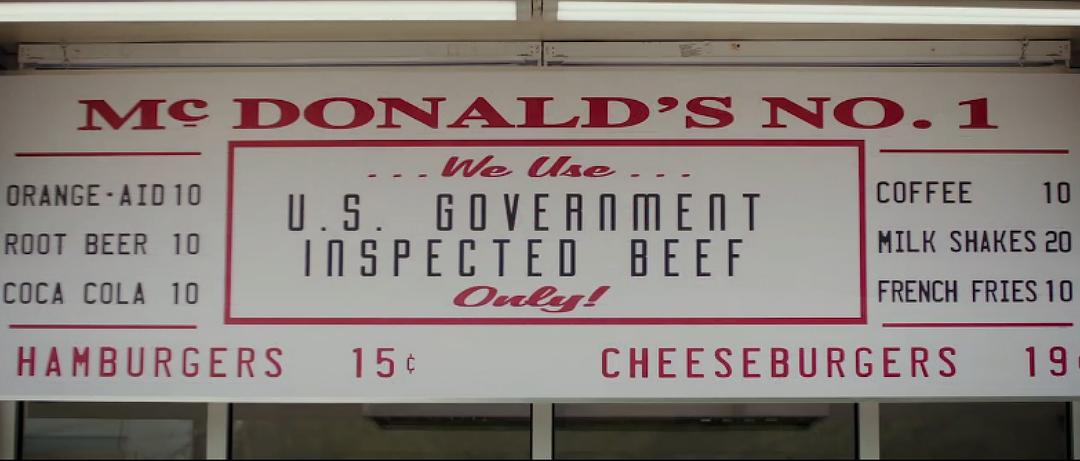 McDONALD'S NO. 1
ORANGE-AID 10
ROOT BEER 10
COCA COLA 10
...We Use...
U.S. GOVERNMENT
INSPECTED BEEF
Only!
COFFEE 10
MILK SHAKES 20
FRENCH FRIES 10
HAMBURGERS 15¢ CHEESEBURGERS 19¢